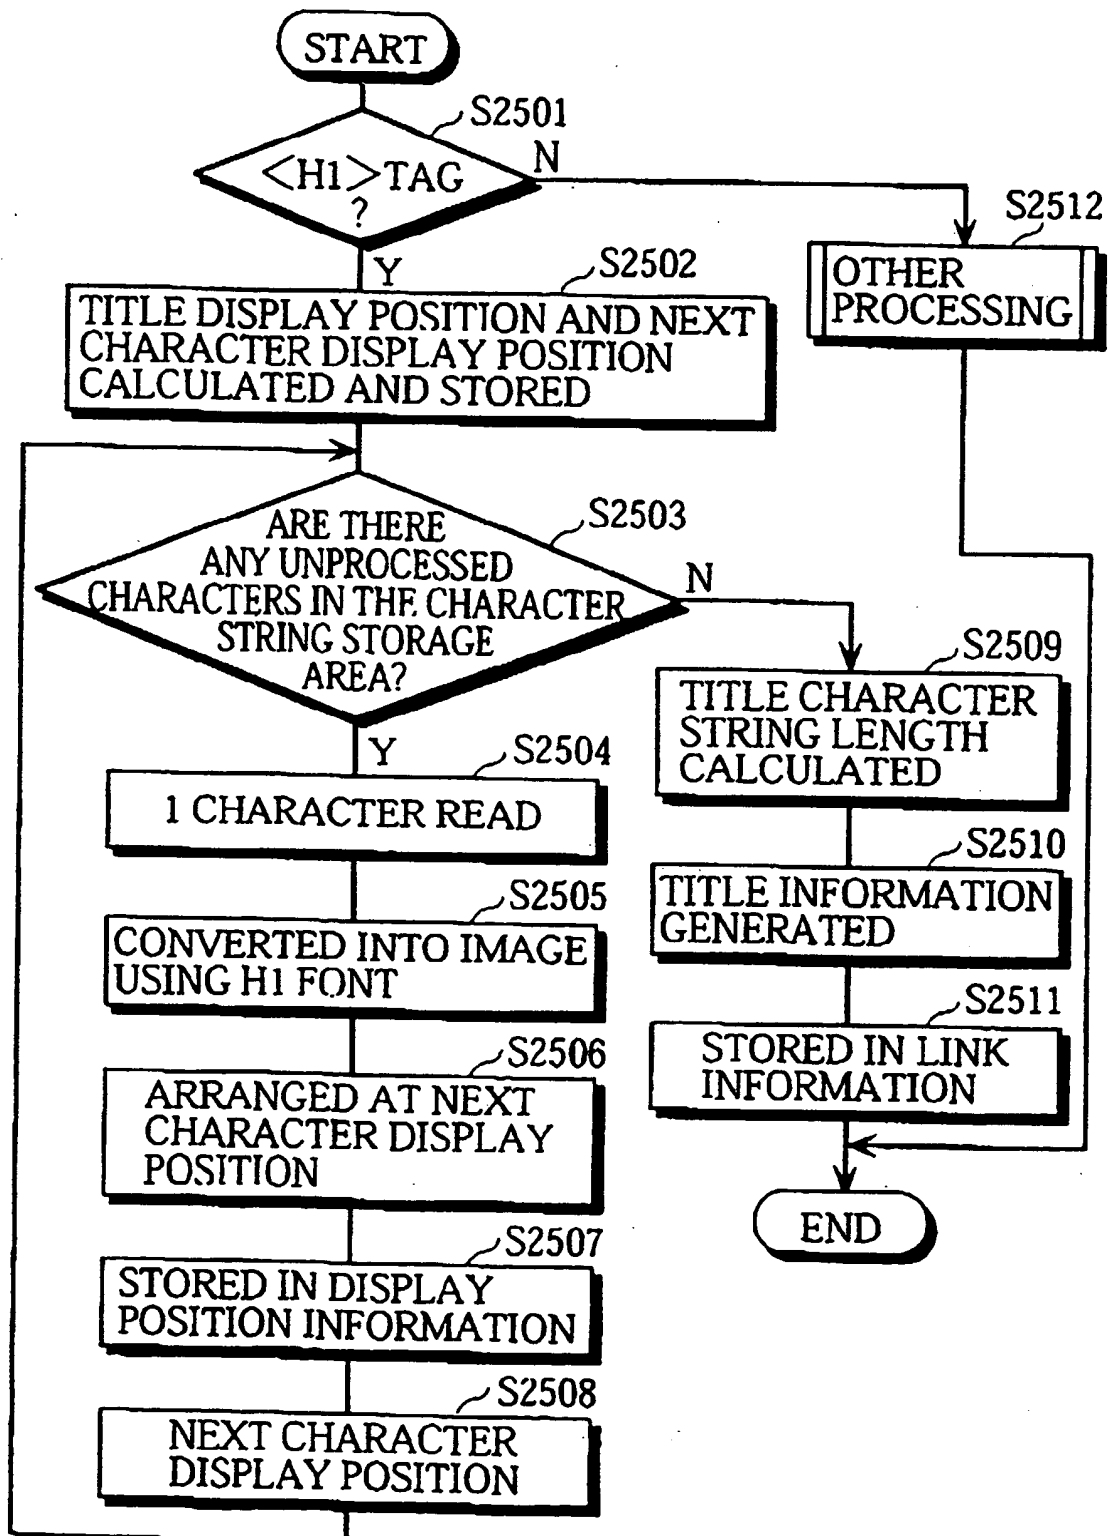 START
S2501
<H1>TAG
?
N
Y
S2512
OTHER
PROCESSING
S2502
TITLE DISPLAY POSITION AND NEXT
CHARACTER DISPLAY POSITION
CALCULATED AND STORED
S2503
ARE THERE
ANY UNPROCESSED
CHARACTERS IN THE CHARACTER
STRING STORAGE
AREA?
N
Y
S2509
TITLE CHARACTER
STRING LENGTH
CALCULATED
S2504
1 CHARACTER READ
S2510
TITLE INFORMATION
GENERATED
S2505
CONVERTED INTO IMAGE
USING H1 FONT
S2511
STORED IN LINK
INFORMATION
S2506
ARRANGED AT NEXT
CHARACTER DISPLAY
POSITION
END
S2507
STORED IN DISPLAY
POSITION INFORMATION
S2508
NEXT CHARACTER
DISPLAY POSITION